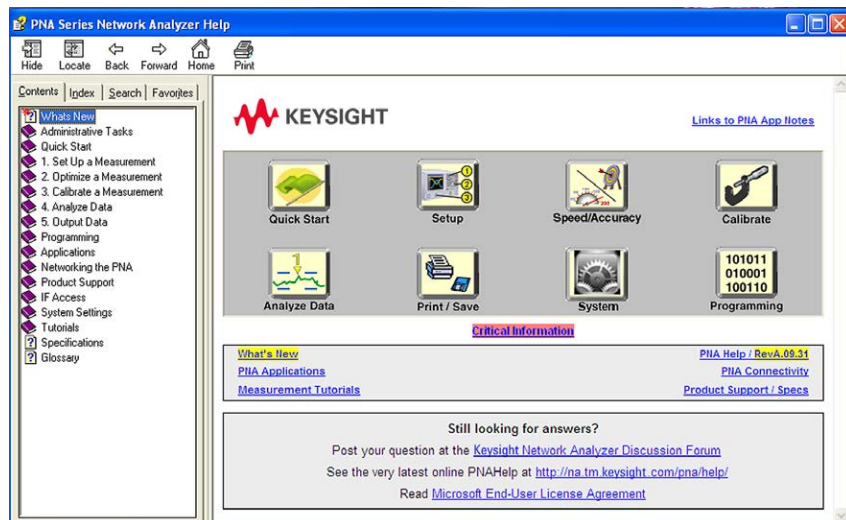 PNA Series Network Analyzer Help
Hide Locate Back Forward Home Print
Contents Index Search Favorites
Whats New
Administrative Tasks
Quick Start
1. Set Up a Measurement
2. Optimize a Measurement
3. Calibrate a Measurement
4. Analyze Data
5. Output Data
Programming
Applications
Networking the PNA
Product Support
IF Access
System Settings
Tutorials
Specifications
Glossary
KEYSIGHT
Links to PNA App Notes
1
2
3
200
Quick Start Setup Speed/Accuracy Calibrate
1
101011
010001
100110
Analyze Data Print / Save System Programming
Critical Information
What's New PNA Help / RevA.09.31
PNA Applications PNA Connectivity
Measurement Tutorials Product Support / Specs
Still looking for answers?
Post your question at the Keysight Network Analyzer Discussion Forum
See the very latest online PNAHelp at http://na.tm.keysight.com/pna/help/
Read Microsoft End-User License Agreement